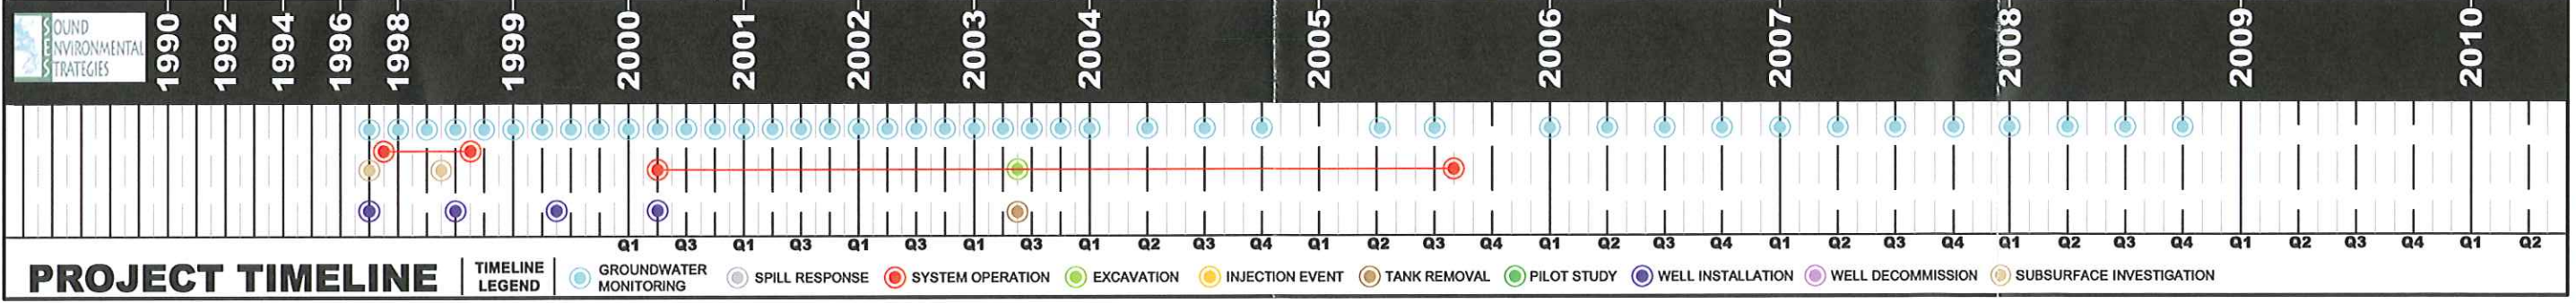 SOUND
ENVIRONMENTAL
STRATEGIES
1990 1992 1994 1996 1998 1999 2000 2001 2002 2003 2004 2005 2006 2007 2008 2009 2010
Q1 Q3 Q1 Q3 Q1 Q3 Q1 Q3 Q1 Q2 Q3 Q4 Q1 Q2 Q3 Q4 Q1 Q2 Q3 Q4 Q1 Q2 Q3 Q4 Q1 Q2 Q3 Q4 Q1 Q2 Q3 Q4 Q1 Q2
PROJECT TIMELINE
TIMELINE
LEGEND
GROUNDWATER
MONITORING
SPILL RESPONSE
SYSTEM OPERATION
EXCAVATION
INJECTION EVENT
TANK REMOVAL
PILOT STUDY
WELL INSTALLATION
WELL DECOMMISSION
SUBSURFACE INVESTIGATION